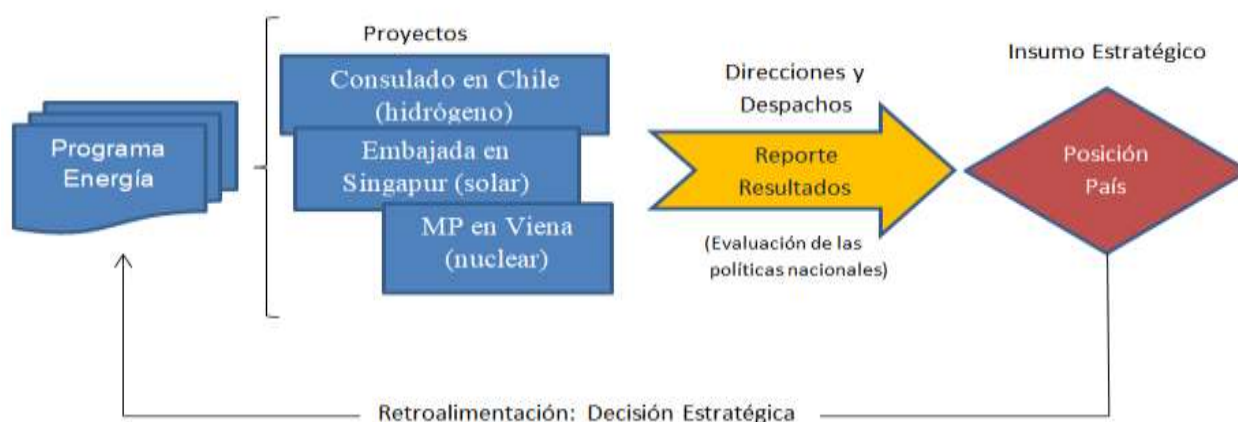 Programa
Energía
Proyectos
Consulado en Chile
(hidrógeno)
Embajada en
Singapur (solar)
MP en Viena
(nuclear)
Direcciones y
Despachos
Reporte
Resultados
(Evaluación de las
políticas nacionales)
Insumo Estratégico
Posición
País
Retroalimentación: Decisión Estratégica